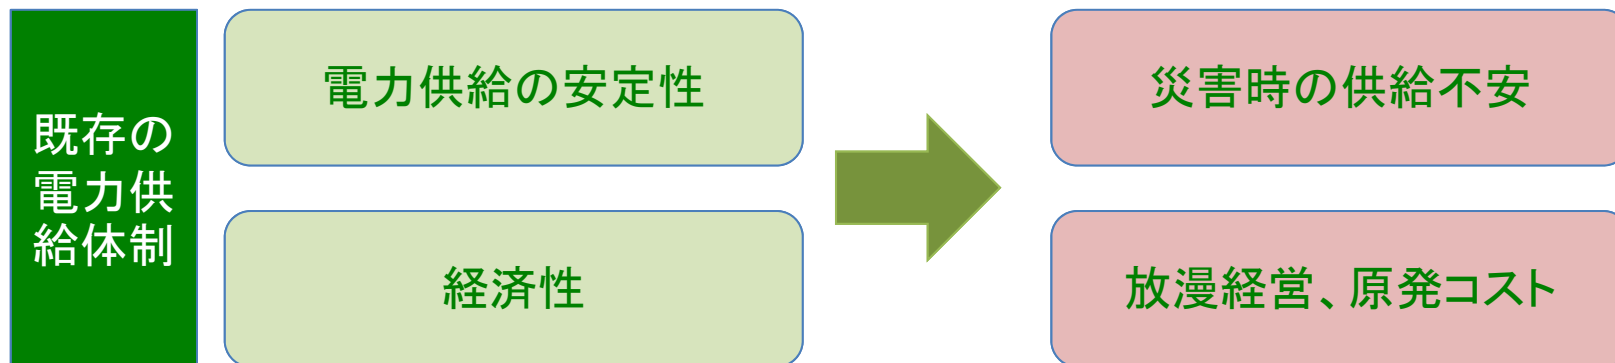 既存の
電力供
給体制
電力供給の安定性
経済性
災害時の供給不安
放漫経営、原発コスト